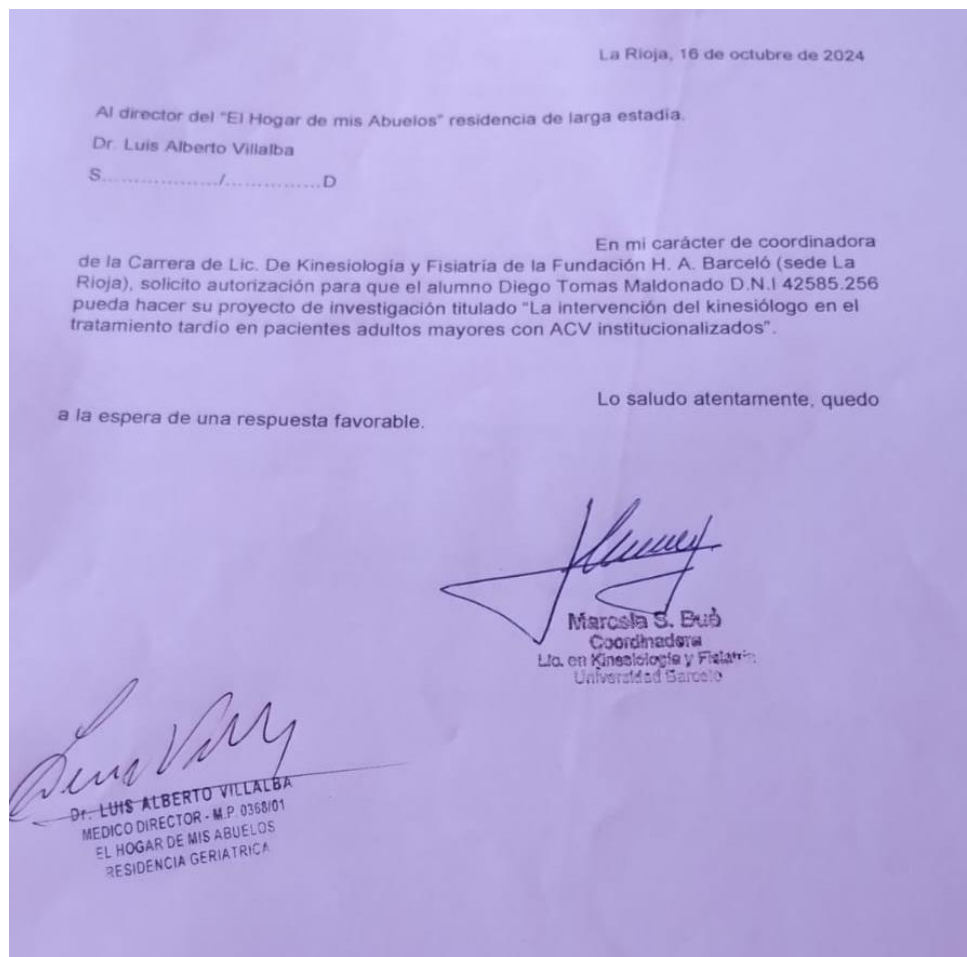 La Rioja, 16 de octubre de 2024
Al director del “El Hogar de mis Abuelos” residencia de larga estadía.
Dr. Luis Alberto Villalba
S.................../................D
En mi carácter de coordinadora
de la Carrera de Lic. De Kinesiología y Fisiatría de la Fundación H. A. Barceló (sede La
Rioja), solicito autorización para que el alumno Diego Tomas Maldonado D.N.I 42585.256
pueda hacer su proyecto de investigación titulado “La intervención del kinesiólogo en el
tratamiento tardío en pacientes adultos mayores con ACV institucionalizados”.
Lo saludo atentamente, quedo
a la espera de una respuesta favorable.
Marcela S. Bué
Coordinadora
Lic. en Kinesiología y Fisiatría
Universidad Barceló
Dr. LUIS ALBERTO VILLALBA
MEDICO DIRECTOR - M.P. 0368/01
EL HOGAR DE MIS ABUELOS
RESIDENCIA GERIATRICA